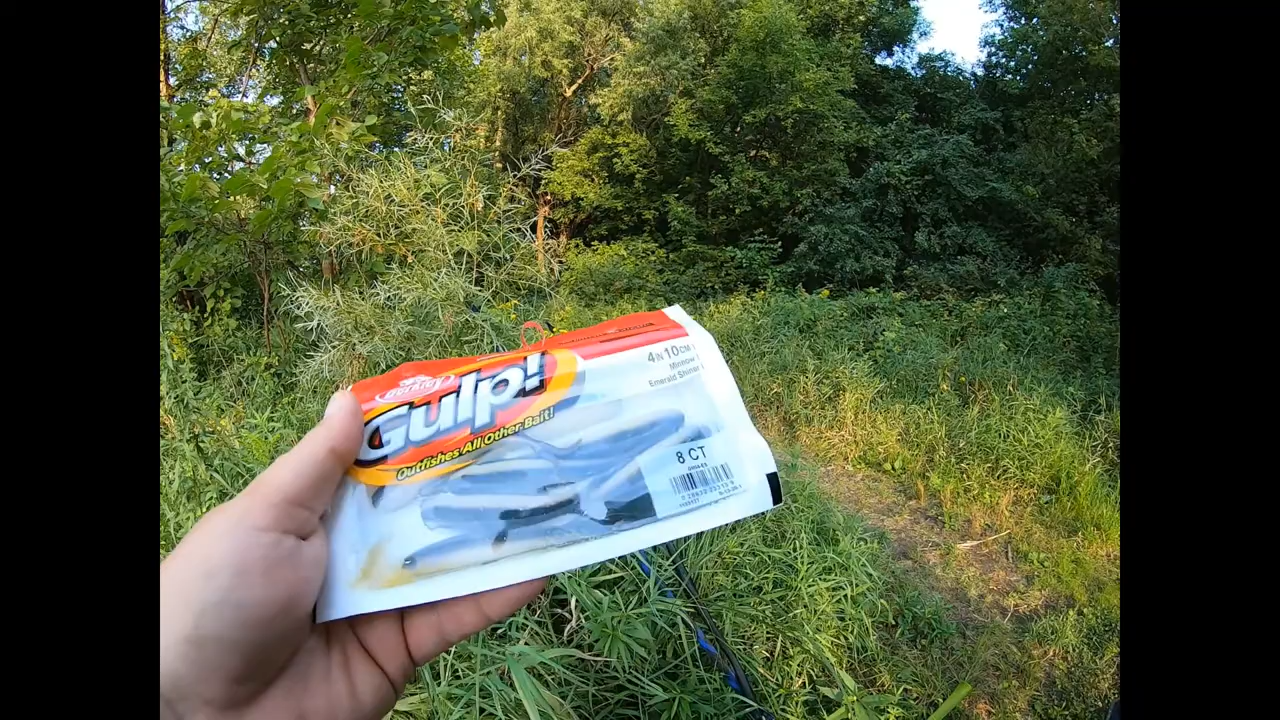 Berkley
Gulp!
Outfishes All Other Bait!
4IN 10CM
Minnow
Emerald Shiner
8 CT